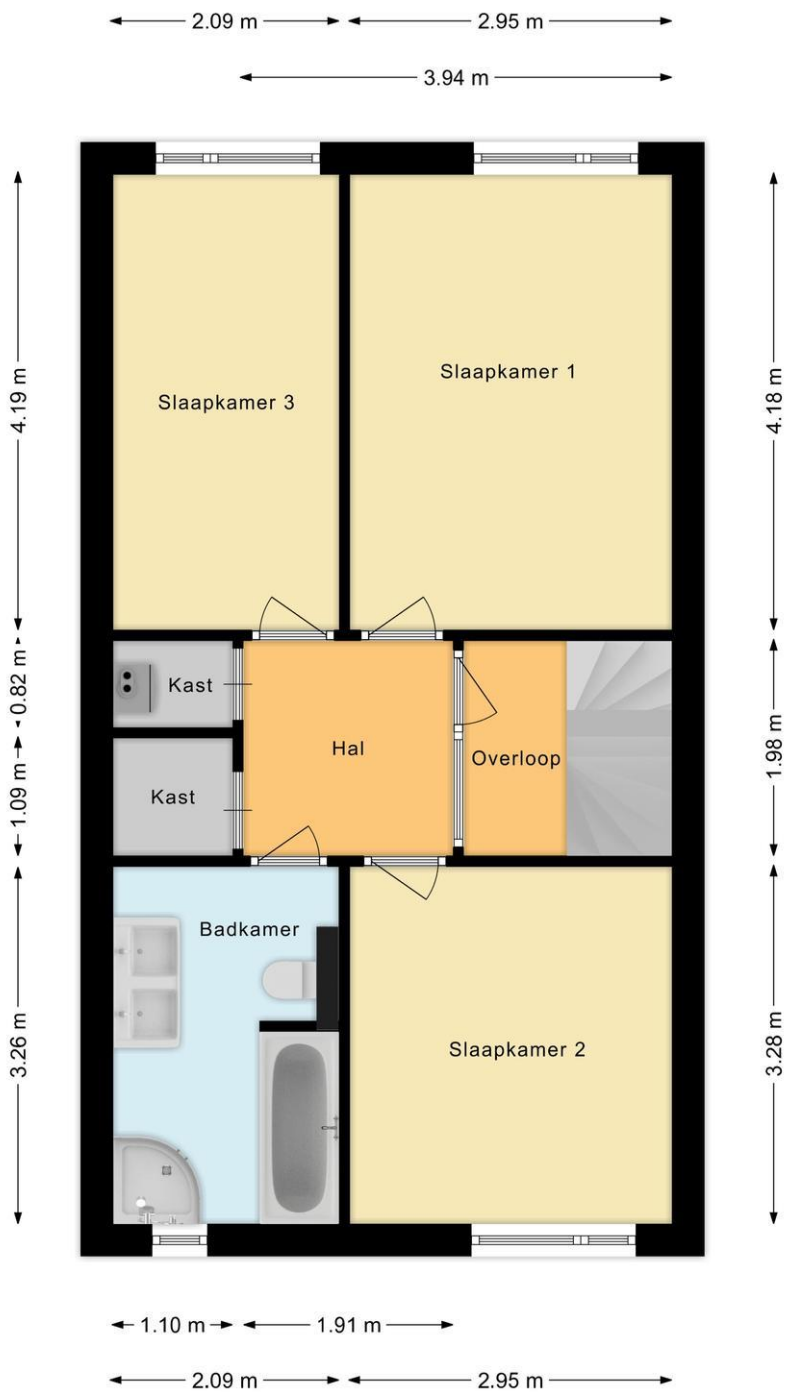 2.09 m
2.95 m
3.94 m
4.19 m
4.18 m
Slaapkamer 1
Slaapkamer 3
0.82 m
Kast
1.98 m
Hal
Overloop
1.09 m
Kast
Badkamer
3.26 m
3.28 m
Slaapkamer 2
1.10 m
1.91 m
2.09 m
2.95 m